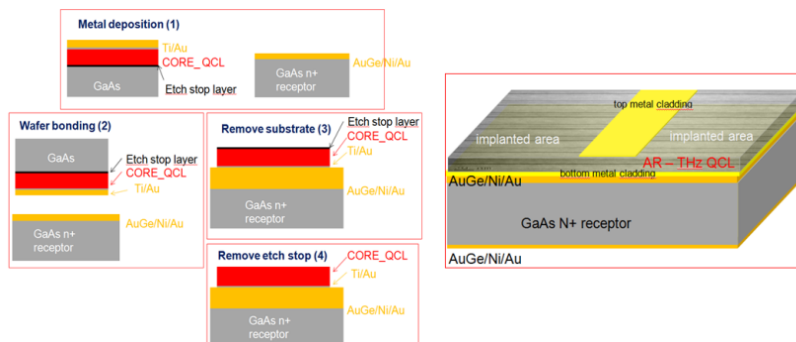 Metal deposition (1)
Ti/Au
CORE_QCL
GaAs
Etch stop layer
AuGe/Ni/Au
GaAs n+
receptor
Wafer bonding (2)
GaAs
Etch stop layer
CORE_QCL
Ti/Au
AuGe/Ni/Au
GaAs n+
receptor
Remove substrate (3)
Etch stop layer
CORE_QCL
Ti/Au
AuGe/Ni/Au
GaAs n+
receptor
Remove etch stop (4)
CORE_QCL
Ti/Au
AuGe/Ni/Au
GaAs n+
receptor
top metal cladding
implanted area
implanted area
AR – THz QCL
bottom metal cladding
AuGe/Ni/Au
GaAs N+ receptor
AuGe/Ni/Au